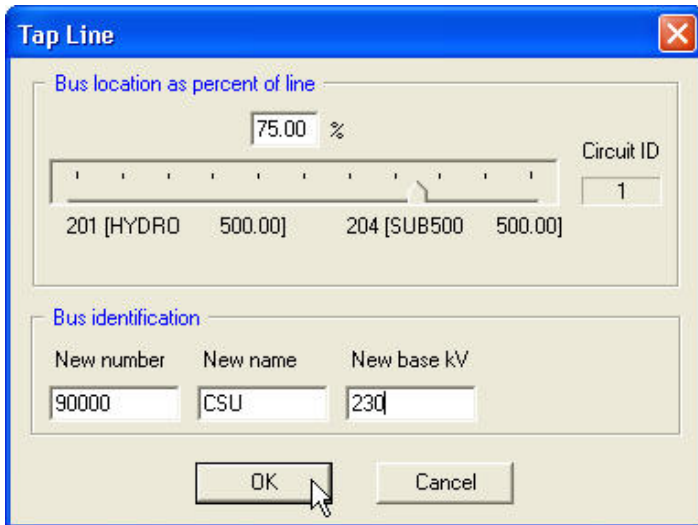 Tap Line
Bus location as percent of line
75.00 %
Circuit ID
1
201 [HYDRO 500.00] 204 [SUB500 500.00]
Bus identification
New number New name New base kV
90000 CSU 230
OK Cancel